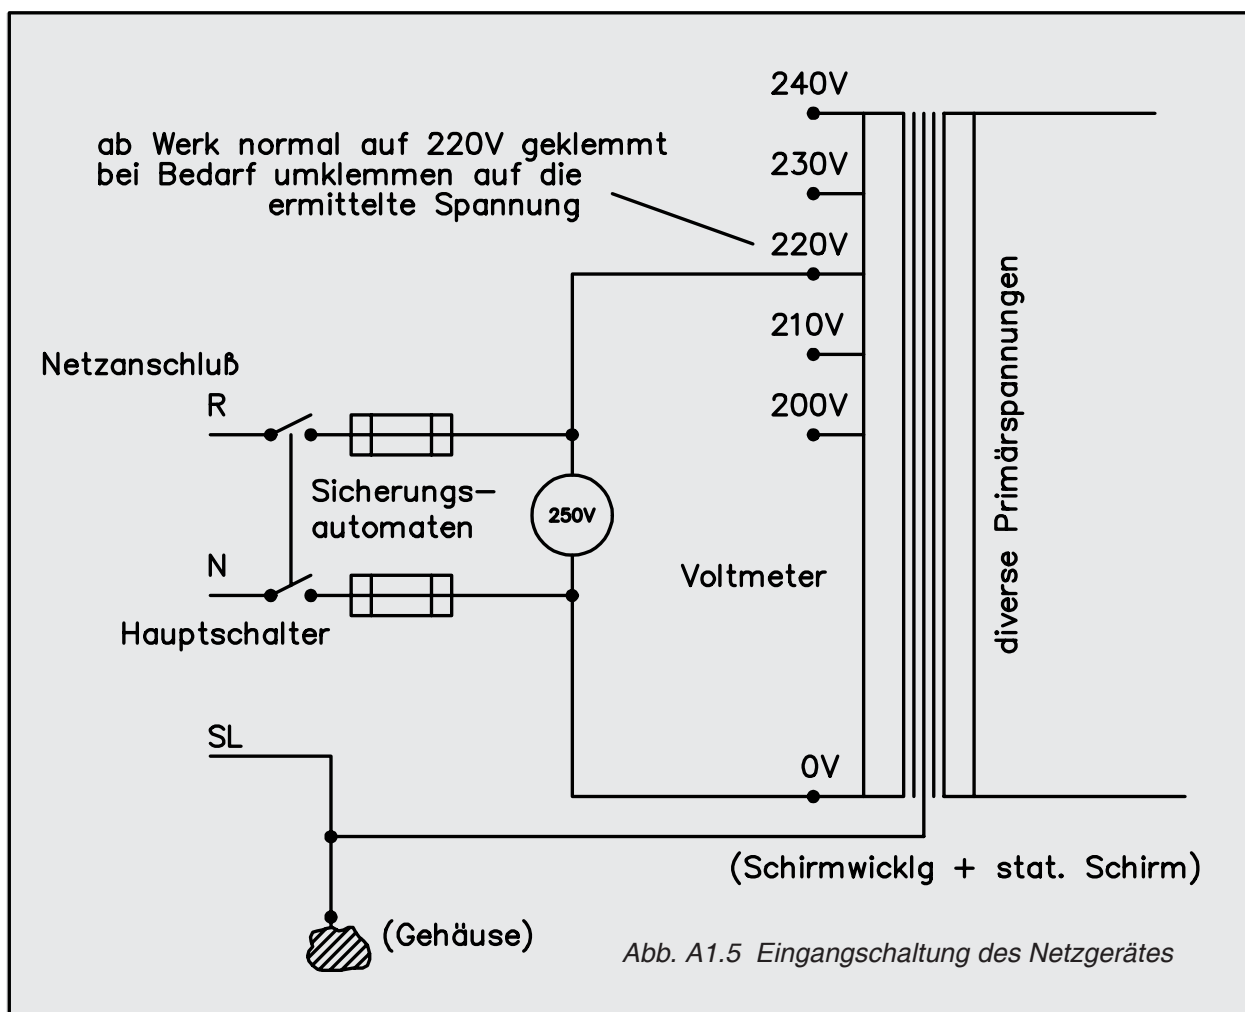 240V
ab Werk normal auf 220V geklemmt
bei Bedarf umklemmen auf die
ermittelte Spannung
230V
220V
210V
200V
Netzanschluß
R
Sicherungs-
automaten
250V
N
Voltmeter
Hauptschalter
diverse Primärspannungen
SL
0V
(Schirmwicklg + stat. Schirm)
(Gehäuse)
Abb. A1.5 Eingangschaltung des Netzgerätes